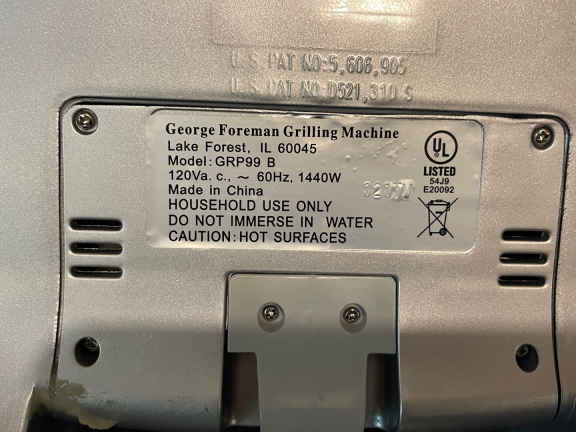 U.S. PAT NO:5,606,905
U.S. PAT NO D521,310 S
George Foreman Grilling Machine
Lake Forest, IL 60045
Model: GRP99 B
120Va. c., ~ 60Hz, 1440W
Made in China
HOUSEHOLD USE ONLY
DO NOT IMMERSE IN WATER
CAUTION: HOT SURFACES
UL
LISTED
54J9
E20092